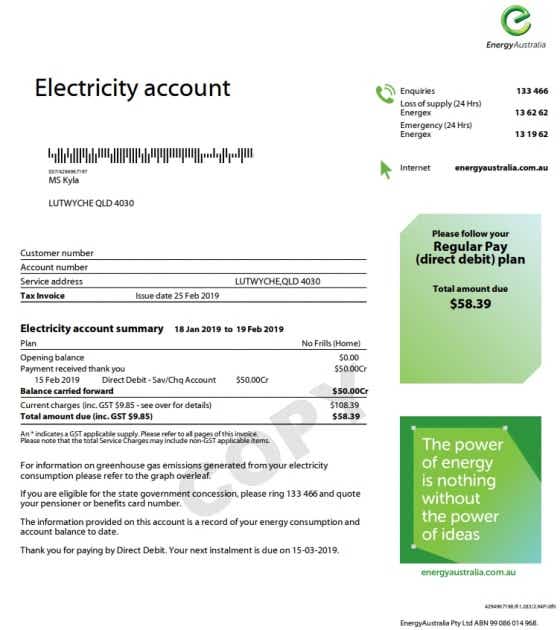 EnergyAustralia
Electricity account
Enquiries 133 466
Loss of supply (24 Hrs)
Energex 13 62 62
Emergency (24 Hrs)
Energex 13 19 62
Internet energyaustralia.com.au
MS Kyla
LUTWYCHE QLD 4030
Please follow your
Regular Pay
(direct debit) plan
Total amount due
$58.39
Customer number
Account number
Service address LUTWYCHE,QLD 4030
Tax Invoice Issue date 25 Feb 2019
Electricity account summary 18 Jan 2019 to 19 Feb 2019
Plan No Frills (Home)
Opening balance $0.00
Payment received thank you $50.00Cr
15 Feb 2019 Direct Debit - Sav/Chq Account $50.00Cr
Balance carried forward $50.00Cr
Current charges (inc. GST $9.85 - see over for details) $108.39
Total amount due (inc. GST $9.85) $58.39
An * indicates a GST applicable supply. Please refer to all pages of this invoice.
Please note that the total Service Charges may include non-GST applicable items.
COPY
For information on greenhouse gas emissions generated from your electricity
consumption please refer to the graph overleaf.
If you are eligible for the state government concession, please ring 133 466 and quote
your pensioner or benefits card number.
The information provided on this account is a record of your energy consumption and
account balance to date.
Thank you for paying by Direct Debit. Your next instalment is due on 15-03-2019.
The power
of energy
is nothing
without
the power
of ideas
energyaustralia.com.au
EnergyAustralia Pty Ltd ABN 99 086 014 968.